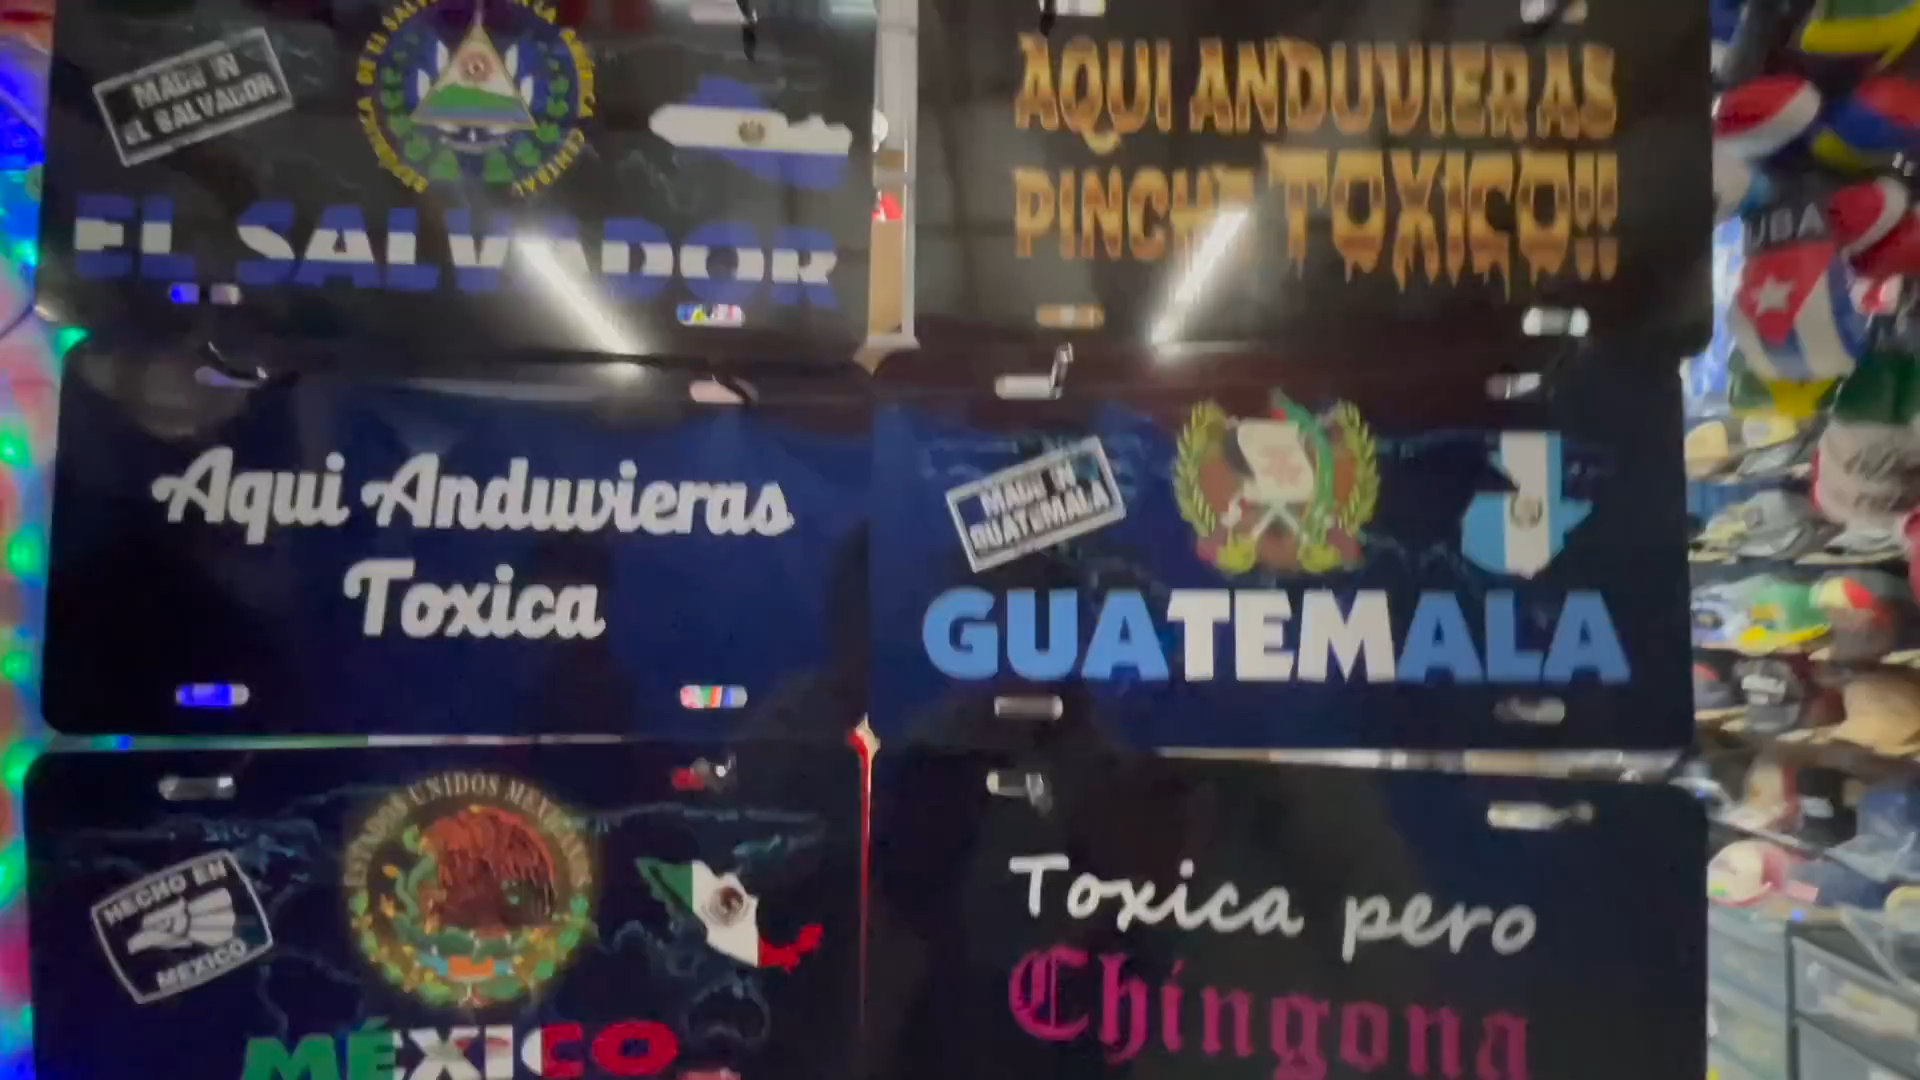 MADE IN
EL SALVADOR
EL SALVADOR
AQUI ANDUVIERAS
PINCHE TOXICO!!
Aqui Anduvieras
Toxica
MADE IN
GUATEMALA
GUATEMALA
HECHO EN
MEXICO
ESTADOS UNIDOS MEXICANOS
MÉXICO
Toxica pero
Chingona
UBA